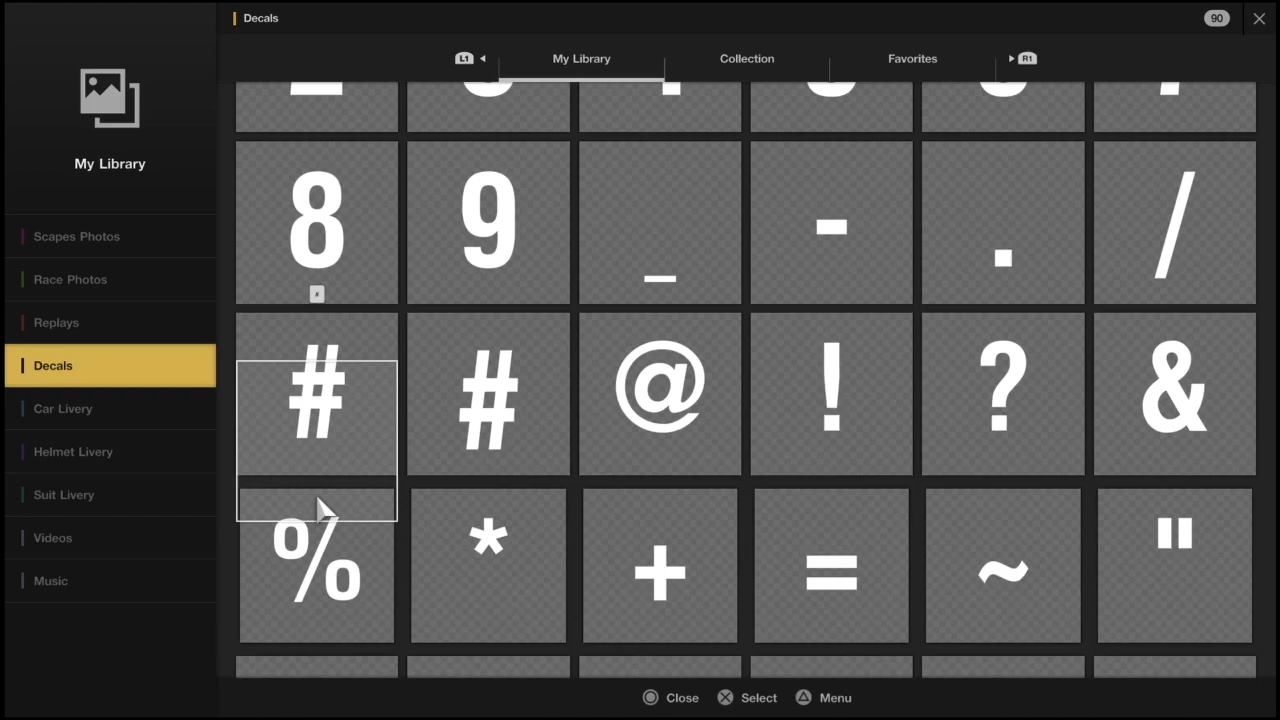 Decals
90
L1
My Library
Collection
Favorites
R1
My Library
Scapes Photos
Race Photos
Replays
Decals
Car Livery
Helmet Livery
Suit Livery
Videos
Music
8 9 _ - . /
#
# # @ ! ? &
% * + = ~ "
Close Select Menu